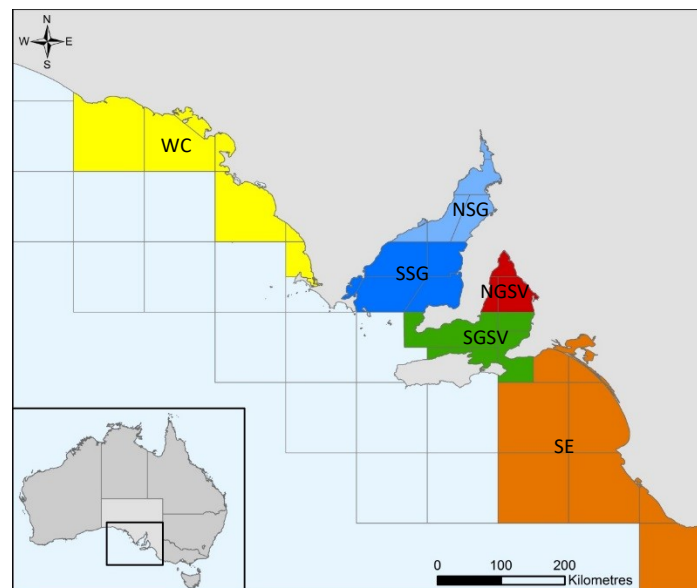 N
W E
S
WC
NSG
SSG
NGSV
SGSV
SE
0 100 200
Kilometres